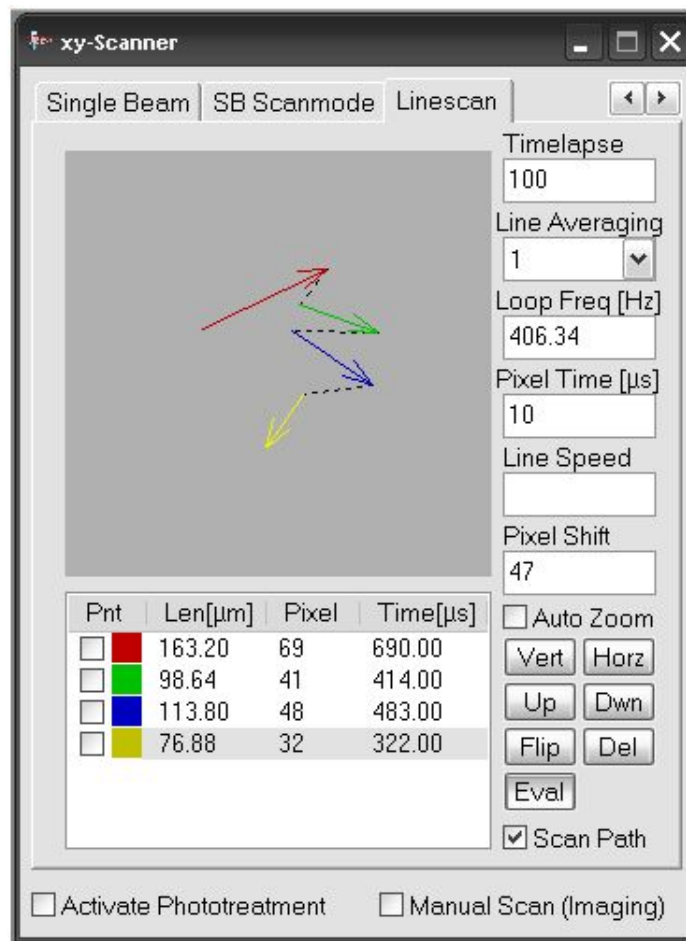 xy-Scanner
Single Beam
SB Scanmode
Linescan
Timelapse
100
Line Averaging
1
Loop Freq [Hz]
406.34
Pixel Time [µs]
10
Line Speed
Pixel Shift
47
Auto Zoom
Vert Horz
Up Dwn
Flip Del
Eval
Scan Path
Pnt Len[µm] Pixel Time[µs]
163.20 69 690.00
98.64 41 414.00
113.80 48 483.00
76.88 32 322.00
Activate Phototreatment
Manual Scan (Imaging)